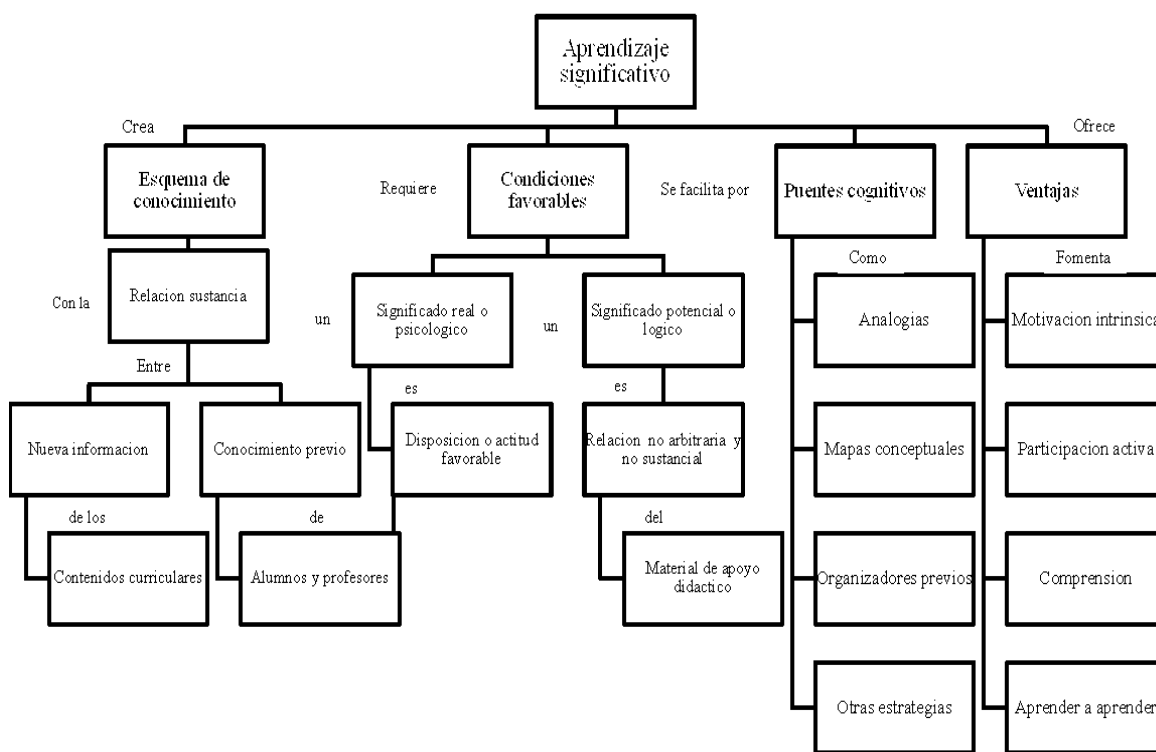 Aprendizaje
significativo
Crea
Ofrece
Esquema de
conocimiento
Requiere
Condiciones
favorables
Se facilita por
Puentes cognitivos
Ventajas
Como
Fomenta
Con la
Relacion sustancia
un
Significado real o
psicologico
un
Significado potencial o
logico
Analogias
Motivacion intrinsica
Entre
es
es
Nueva informacion
Conocimiento previo
Disposicion o actitud
favorable
Relacion no arbitraria y
no sustancial
Mapas conceptuales
Participacion activa
de los
de
del
Contenidos curriculares
Alumnos y profesores
Material de apoyo
didactico
Organizadores previos
Comprension
Otras estrategias
Aprender a aprender